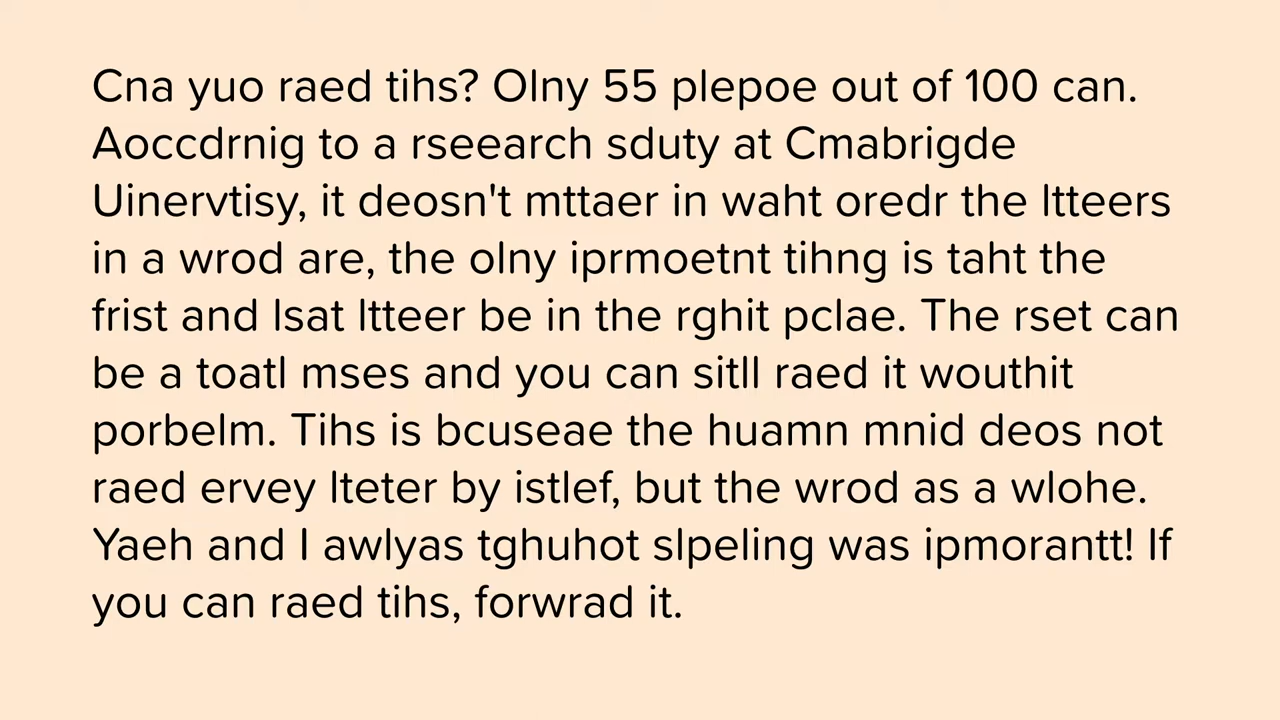 Cna yuo raed tihs? Olny 55 plepoe out of 100 can.
Aoccdrnig to a rseearch sduty at Cmabrigde
Uinervtisy, it deosn't mttaer in waht oredr the ltteers
in a wrod are, the olny iprmoetnt tihng is taht the
frist and lsat ltteer be in the rghit pclae. The rset can
be a toatl mses and you can sitll raed it wouthit
porbelm. Tihs is bcuseae the huamn mnid deos not
raed ervey lteter by istlef, but the wrod as a wlohe.
Yaeh and I awlyas tghuhot slpeling was ipmorantt! If
you can raed tihs, forwrad it.